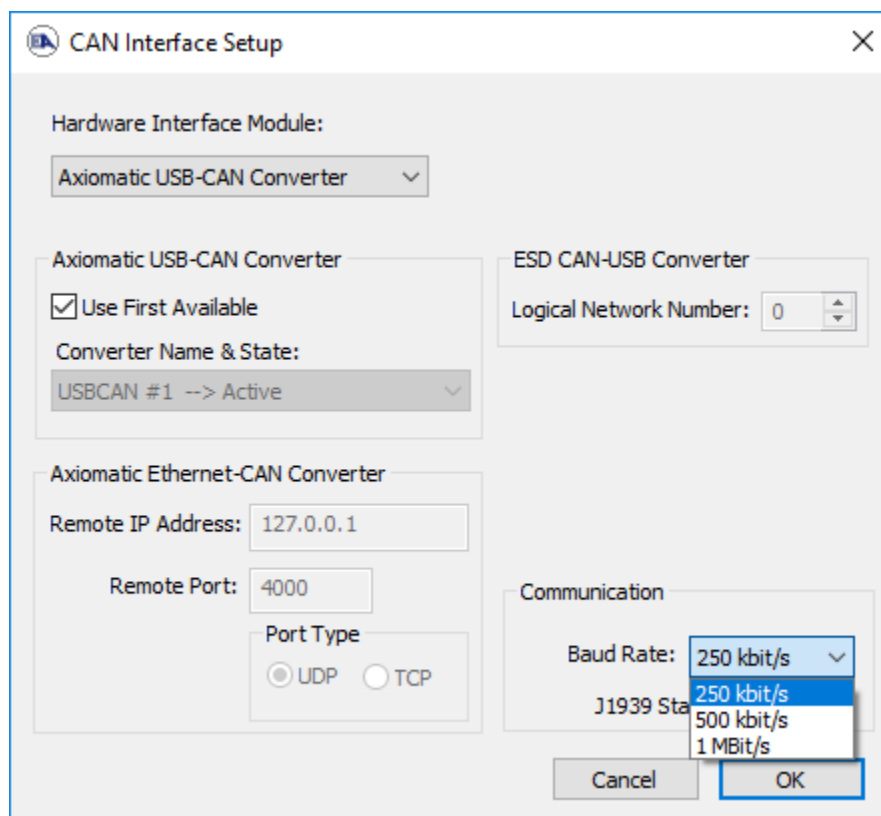 CAN Interface Setup
Hardware Interface Module:
Axiomatic USB-CAN Converter
Axiomatic USB-CAN Converter
Use First Available
Converter Name & State:
USBCAN #1 --> Active
ESD CAN-USB Converter
Logical Network Number: 0
Axiomatic Ethernet-CAN Converter
Remote IP Address: 127.0.0.1
Remote Port: 4000
Port Type
UDP TCP
Communication
Baud Rate: 250 kbit/s
250 kbit/s
500 kbit/s
1 MBit/s
J1939 Sta
Cancel OK